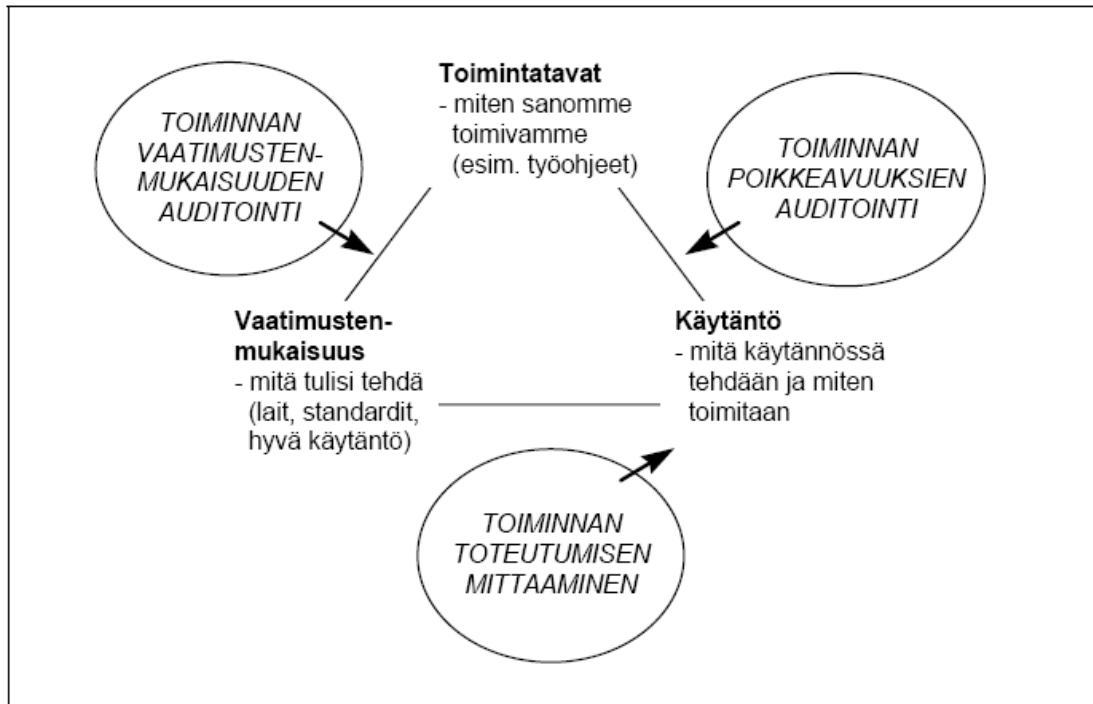 Toimintatavat
- miten sanomme
toimivamme
(esim. työohjeet)
TOIMINNAN
VAATIMUSTEN-
MUKAISUUDEN
AUDITOINTI
TOIMINNAN
POIKKEAVUUKSIEN
AUDITOINTI
Vaatimusten-
mukaisuus
- mitä tulisi tehdä
(lait, standardit,
hyvä käytäntö)
Käytäntö
- mitä käytännössä
tehdään ja miten
toimitaan
TOIMINNAN
TOTEUTUMISEN
MITTAAMINEN